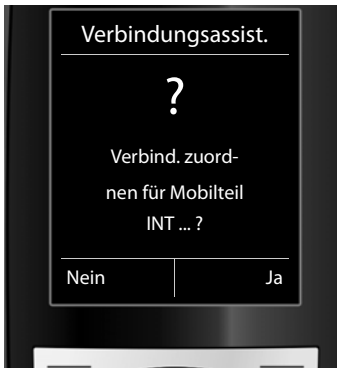 Verbindungsassist.
?
Verbind. zuord-
nen für Mobilteil
INT ... ?
Nein Ja